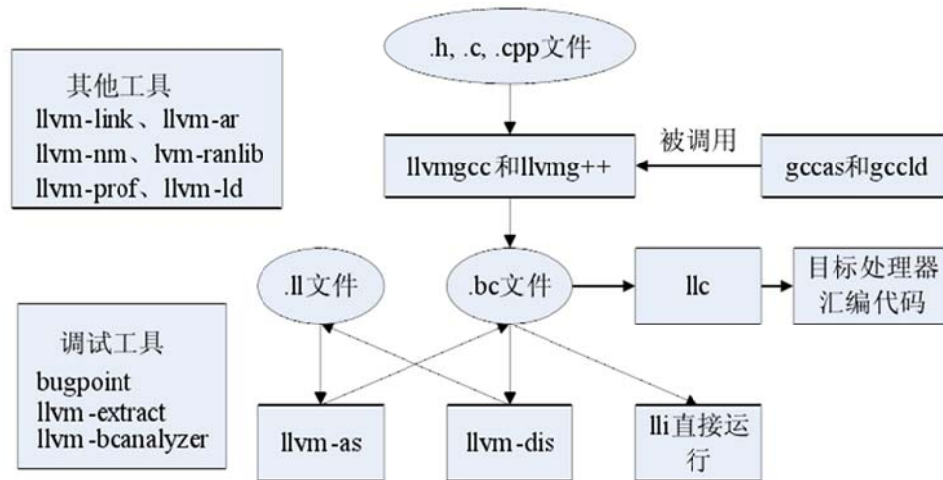 .h, .c, .cpp文件
其他工具
llvm-link、llvm-ar
llvm-nm、lvm-ranlib
llvm-prof、llvm-ld
llvmgcc和llvmg++
被调用
gccas和gccld
.ll文件
.bc文件
llc
目标处理器
汇编代码
调试工具
bugpoint
llvm-extract
llvm-bcanalyzer
llvm-as
llvm-dis
lli直接运
行